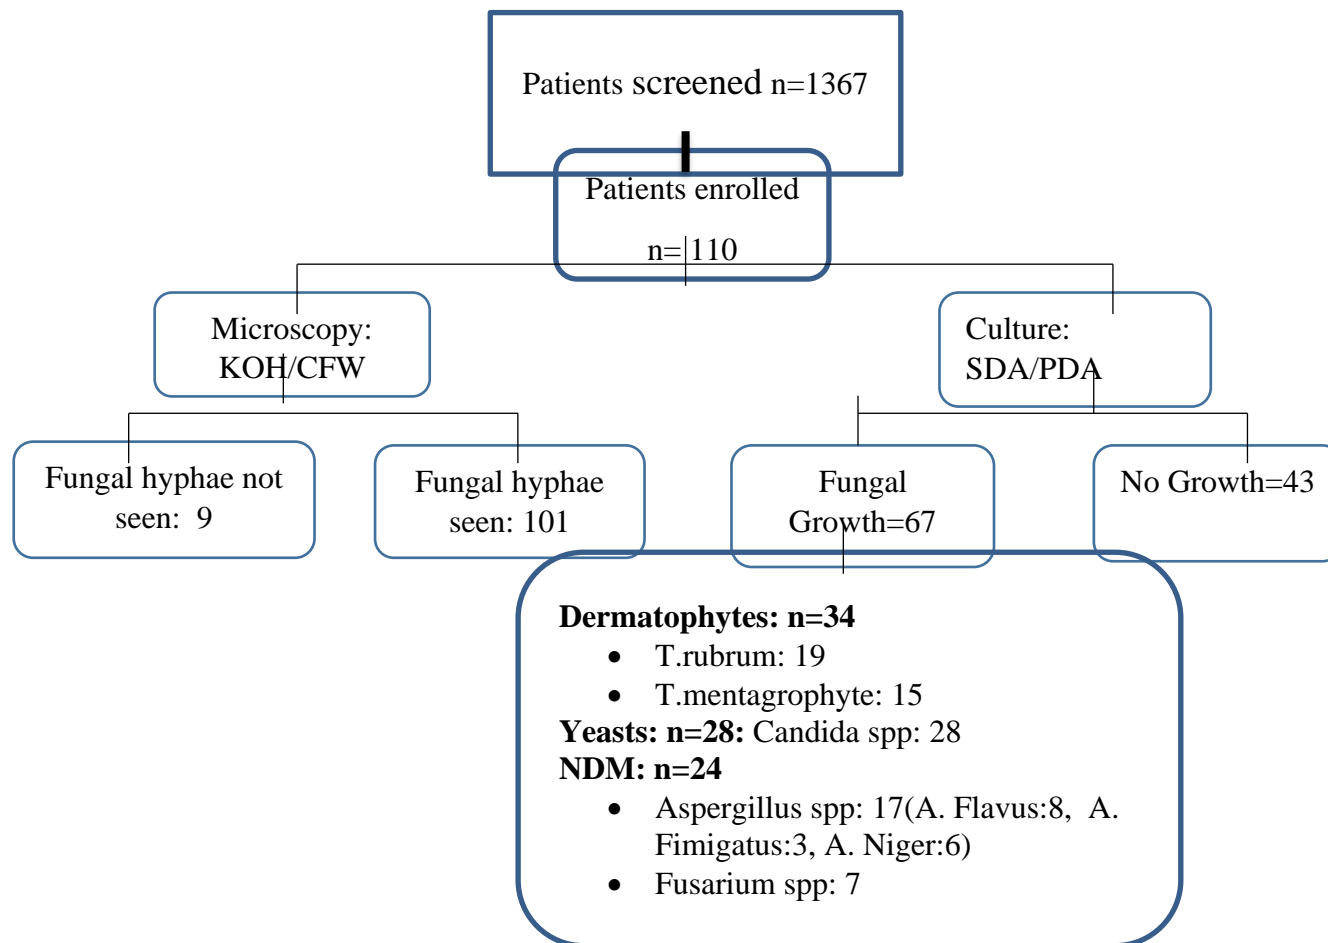 Patients screened n=1367
Patients enrolled
n= 110
Microscopy:
KOH/CFW
Culture:
SDA/PDA
Fungal hyphae not
seen:  9
Fungal hyphae
seen: 101
Fungal
Growth=67
No Growth=43
Dermatophytes: n=34
• T.rubrum: 19
• T.mentagrophyte: 15
Yeasts: n=28: Candida spp: 28
NDM: n=24
• Aspergillus spp: 17(A. Flavus:8,  A.
Fimigatus:3, A. Niger:6)
• Fusarium spp: 7